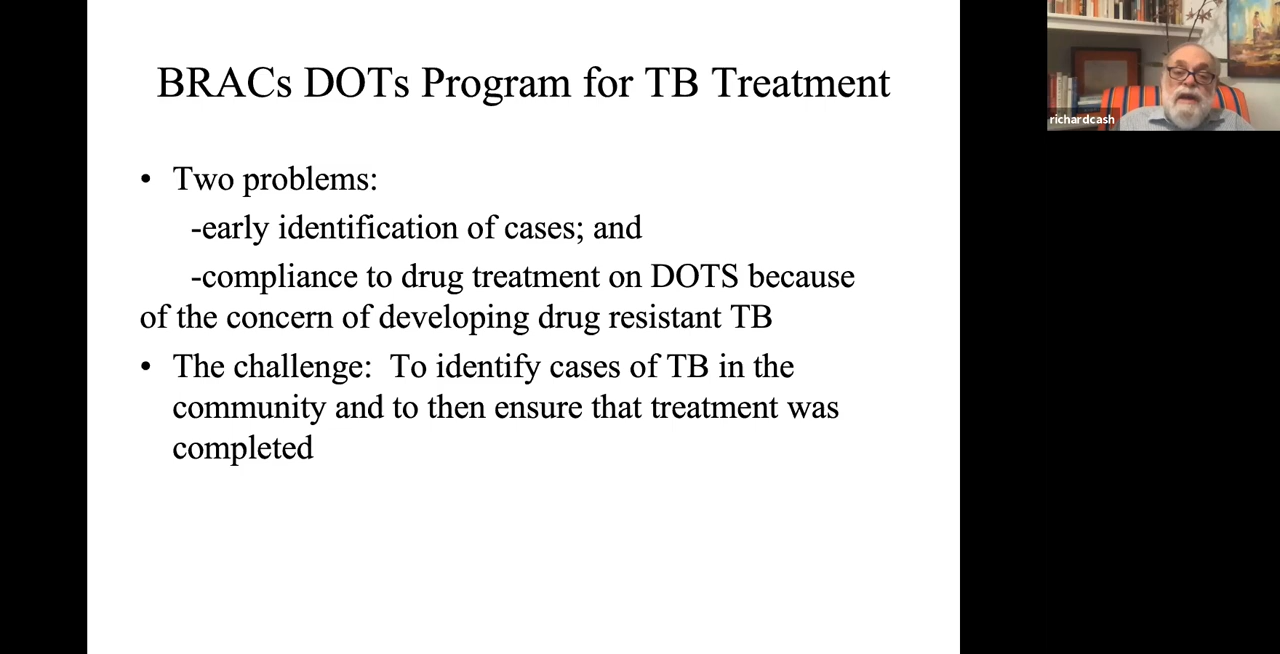 BRACs DOTs Program for TB Treatment
• Two problems:
-early identification of cases; and
-compliance to drug treatment on DOTS because
of the concern of developing drug resistant TB
• The challenge:  To identify cases of TB in the
community and to then ensure that treatment was
completed
richardcash